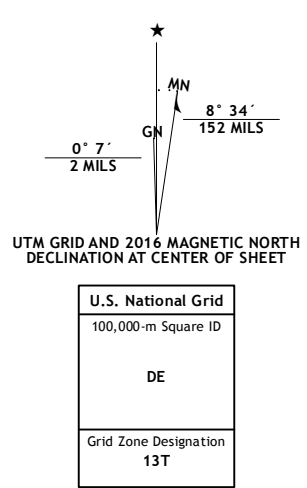 ★
MN
8° 34´
152 MILS
GN
0° 7´
2 MILS
UTM GRID AND 2016 MAGNETIC NORTH
DECLINATION AT CENTER OF SHEET
U.S. National Grid
100,000-m Square ID
DE
Grid Zone Designation
13T